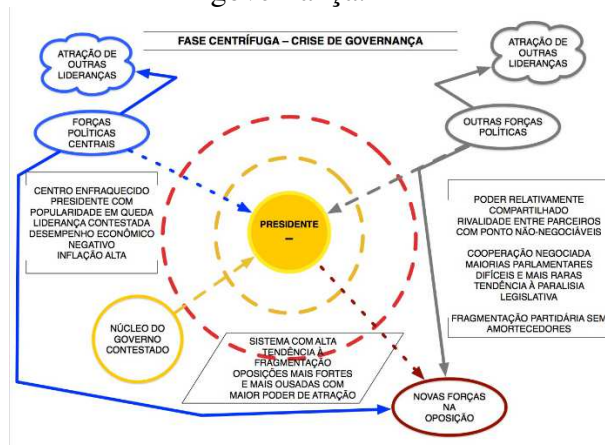 governança.
FASE CENTRÍFUGA – CRISE DE GOVERNANÇA
ATRAÇÃO DE
OUTRAS
LIDERANÇAS
ATRAÇÃO DE
OUTRAS
LIDERANÇAS
FORÇAS
POLÍTICAS
CENTRAIS
OUTRAS FORÇAS
POLÍTICAS
CENTRO ENFRAQUECIDO
PRESIDENTE COM
POPULARIDADE EM QUEDA
LIDERANÇA CONTESTADA
DESEMPENHO ECONÔMICO
NEGATIVO
INFLAÇÃO ALTA
PRESIDENTE
–
PODER RELATIVAMENTE
COMPARTILHADO
RIVALIDADE ENTRE PARCEIROS
COM PONTO NÃO-NEGOCIÁVEIS
COOPERAÇÃO NEGOCIADA
MAIORIAS PARLAMENTARES
DIFÍCEIS E MAIS RARAS
TENDÊNCIA À PARALISIA
LEGISLATIVA
FRAGMENTAÇÃO PARTIDÁRIA SEM
AMORTECEDORES
NÚCLEO DO
GOVERNO
CONTESTADO
SISTEMA COM ALTA
TENDÊNCIA À
FRAGMENTAÇÃO
OPOSIÇÕES MAIS FORTES
E MAIS OUSADAS COM
MAIOR PODER DE ATRAÇÃO
NOVAS FORÇAS
NA
OPOSIÇÃO